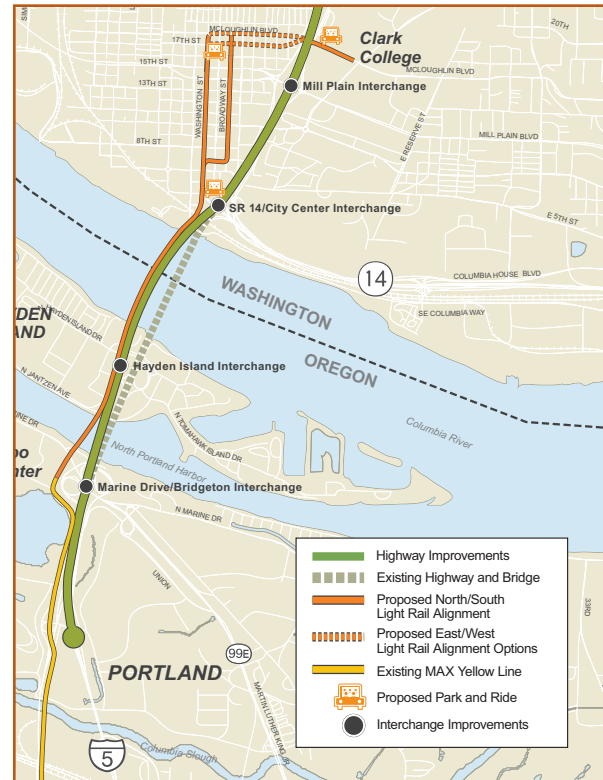 MCLOUGHLIN BLVD
17TH ST
20TH
Clark
College
15TH ST
13TH ST
WASHINGTON ST
BROADWAY ST
MCLOUGHLIN BLVD
Mill Plain Interchange
E RESERVE ST
MILL PLAIN BLVD
8TH ST
SR 14/City Center Interchange
E 5TH ST
14
COLUMBIA HOUSE BLVD
WASHINGTON
SE COLUMBIA WAY
YDEN
AND
N HAYDEN ISLAND DR
OREGON
Hayden Island Interchange
N JANTZEN AVE
Columbia River
INE DR
N TOMAHAWK ISLAND DR
North Portland Harbor
nter
Marine Drive/Bridgeton Interchange
N MARINE DR
Highway Improvements
Existing Highway and Bridge
Proposed North/South
Light Rail Alignment
Proposed East/West
Light Rail Alignment Options
Existing MAX Yellow Line
Proposed Park and Ride
Interchange Improvements
UNION
33RD
99E
PORTLAND
MARTIN LUTHER KING JR
5
Columbia Slough